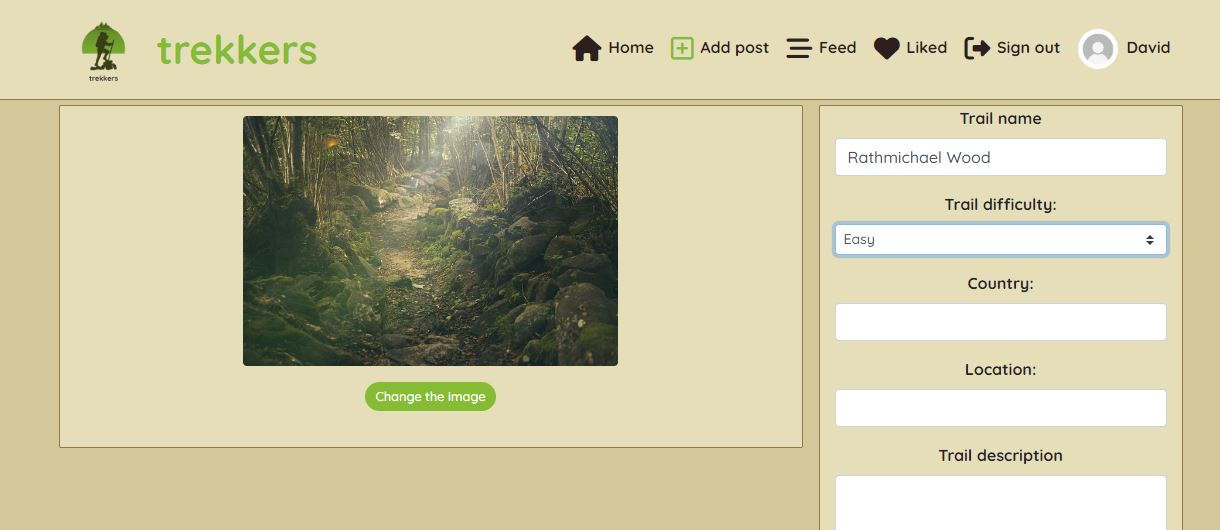 trekkers
trekkers
Home
Add post
Feed
Liked
Sign out
David
Change the image
Trail name
Rathmichael Wood
Trail difficulty:
Easy
Country:
Location:
Trail description